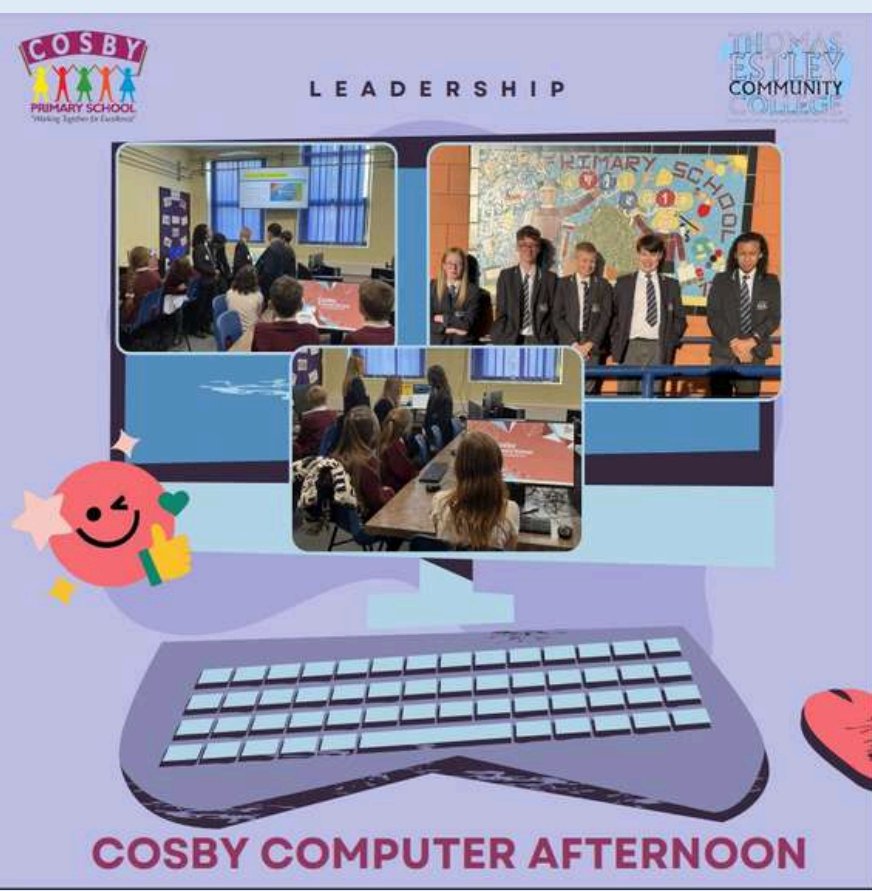 COSBY
PRIMARY SCHOOL
"Working Together for Excellence"
LEADERSHIP
THOMAS
ESTLEY
COMMUNITY
COLLEGE
PRIMARY SCHOOL
COSBY COMPUTER AFTERNOON